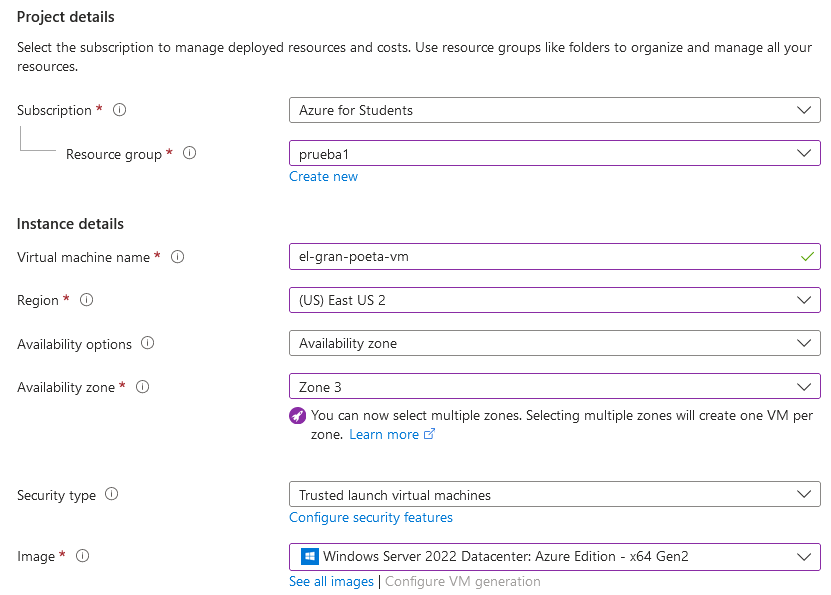 Project details
Select the subscription to manage deployed resources and costs. Use resource groups like folders to organize and manage all your
resources.
Subscription * Azure for Students
Resource group * prueba1
Create new
Instance details
Virtual machine name * el-gran-poeta-vm
Region * (US) East US 2
Availability options Availability zone
Availability zone * Zone 3
You can now select multiple zones. Selecting multiple zones will create one VM per
zone. Learn more
Security type Trusted launch virtual machines
Configure security features
Image * Windows Server 2022 Datacenter: Azure Edition - x64 Gen2
See all images | Configure VM generation